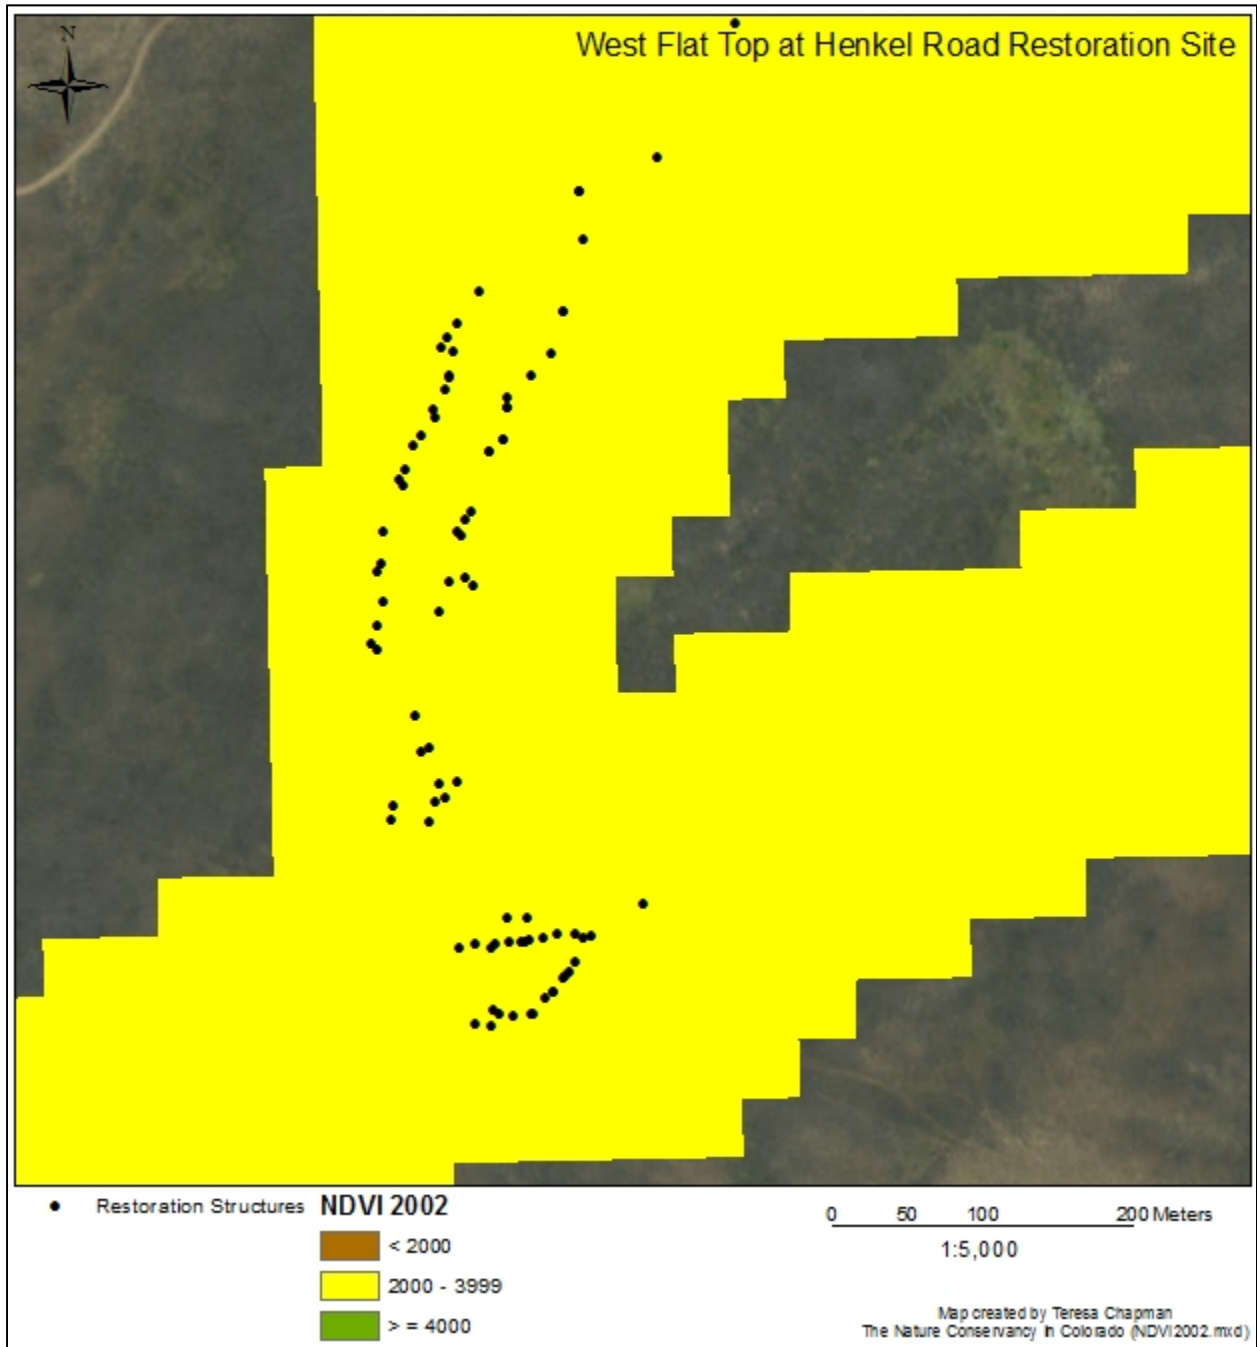 N
West Flat Top at Henkel Road Restoration Site
Restoration Structures
NDVI 2002
< 2000
2000 - 3999
> = 4000
0 50 100 200 Meters
1:5,000
Map created by Teresa Chapman
The Nature Conservancy in Colorado (NDVI2002.mxd)